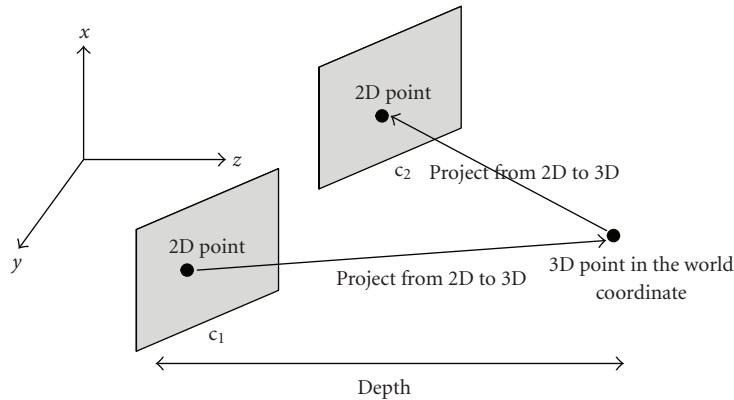 x
2D point
c₂ Project from 2D to 3D
z
2D point
y
3D point in the world
coordinate
Project from 2D to 3D
c₁
Depth